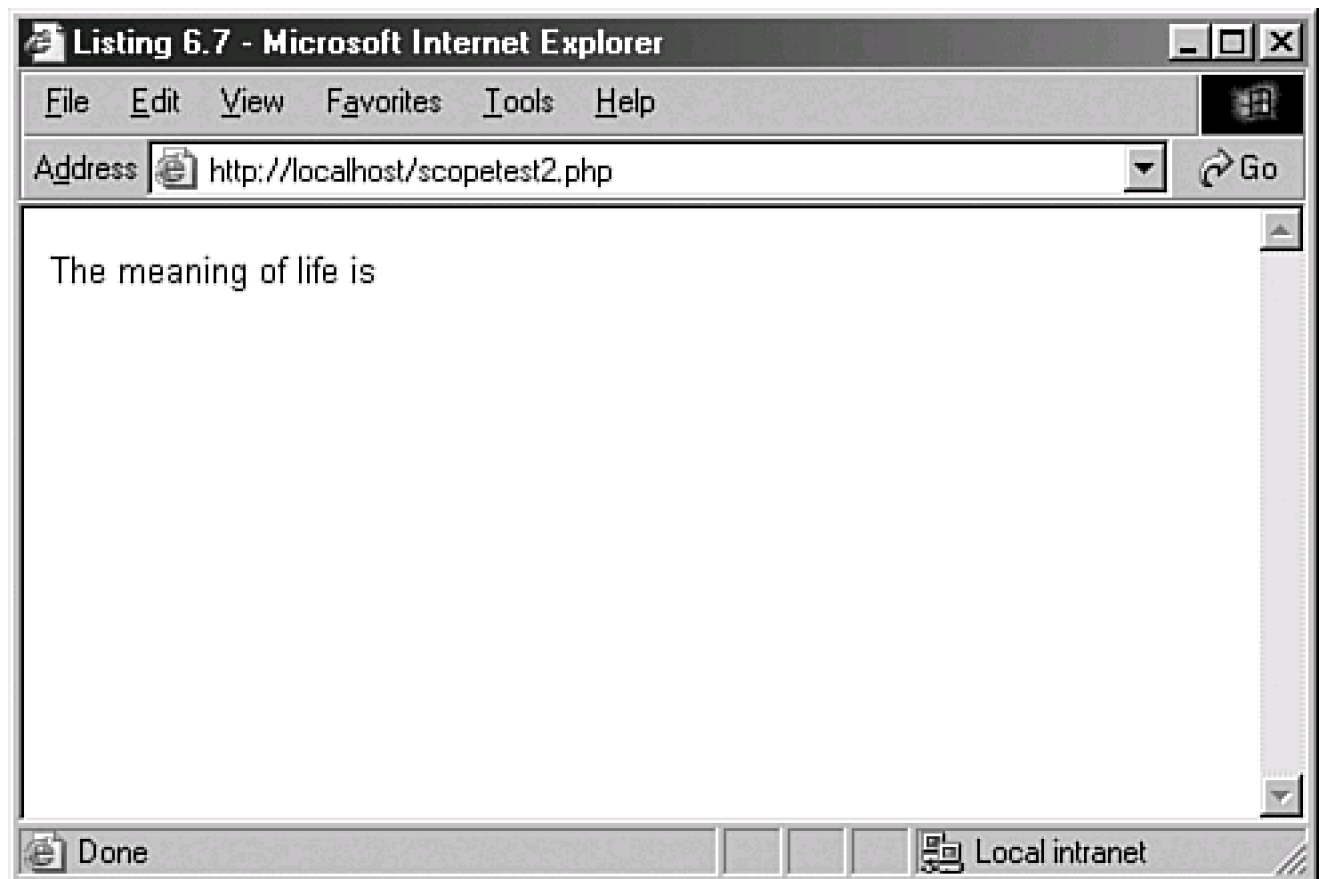 Listing 6.7 - Microsoft Internet Explorer
File Edit View Favorites Tools Help
Address http://localhost/scopetest2.php Go
The meaning of life is
Done Local intranet